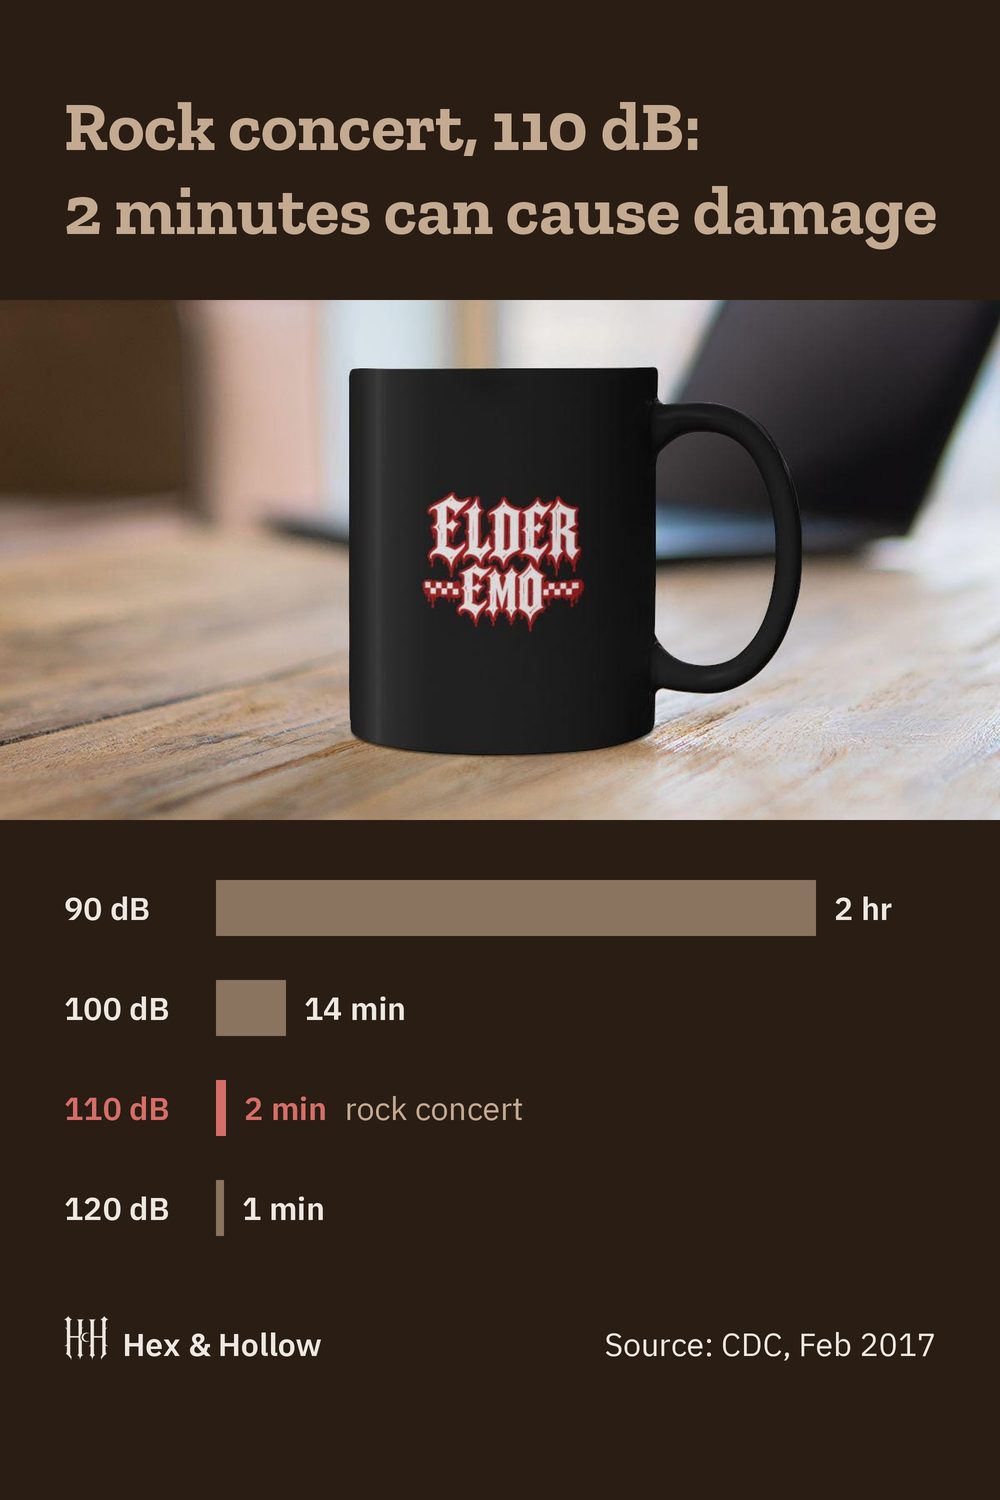 Rock concert, 110 dB:
2 minutes can cause damage
ELDER
EMO
90 dB 2 hr
100 dB 14 min
110 dB 2 min rock concert
120 dB 1 min
HCH Hex & Hollow
Source: CDC, Feb 2017